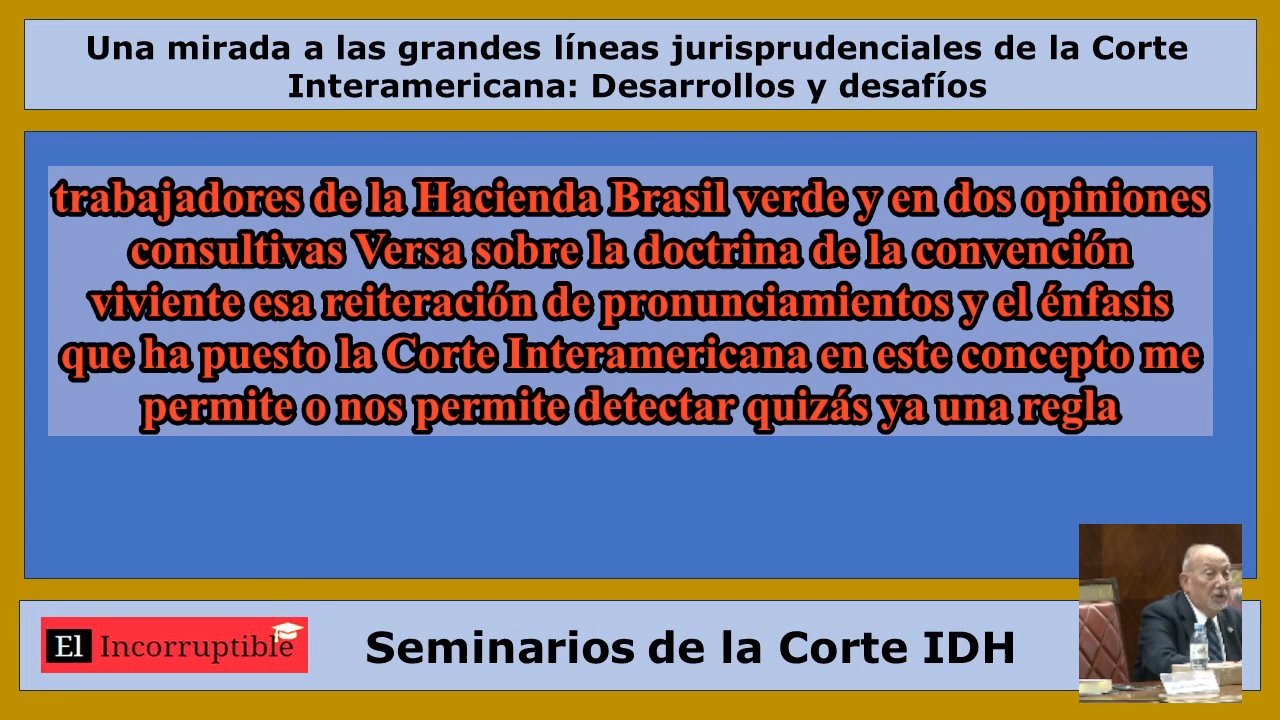 Una mirada a las grandes líneas jurisprudenciales de la Corte
Interamericana: Desarrollos y desafíos
trabajadores de la Hacienda Brasil verde y en dos opiniones
consultivas Versa sobre la doctrina de la convención
viviente esa reiteración de pronunciamientos y el énfasis
que ha puesto la Corte Interamericana en este concepto me
permite o nos permite detectar quizás ya una regla
El Incorruptible
Seminarios de la Corte IDH